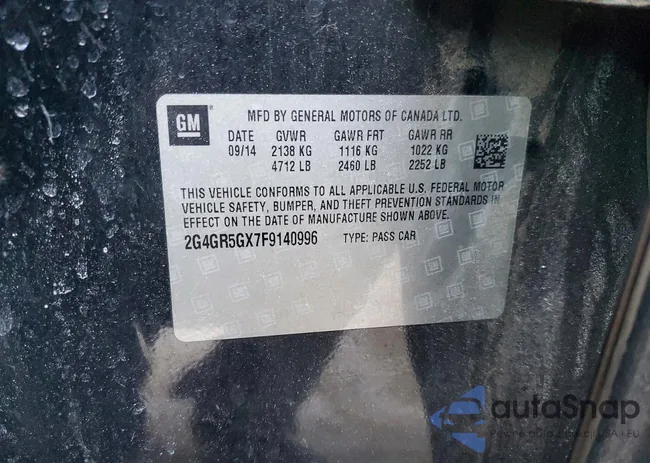 GM
MFD BY GENERAL MOTORS OF CANADA LTD.
DATE GVWR GAWR FRT GAWR RR
09/14 2138 KG 1116 KG 1022 KG
4712 LB 2460 LB 2252 LB
THIS VEHICLE CONFORMS TO ALL APPLICABLE U.S. FEDERAL MOTOR
VEHICLE SAFETY, BUMPER, AND THEFT PREVENTION STANDARDS IN
EFFECT ON THE DATE OF MANUFACTURE SHOWN ABOVE.
2G4GR5GX7F9140996 TYPE: PASS CAR
autoSnap